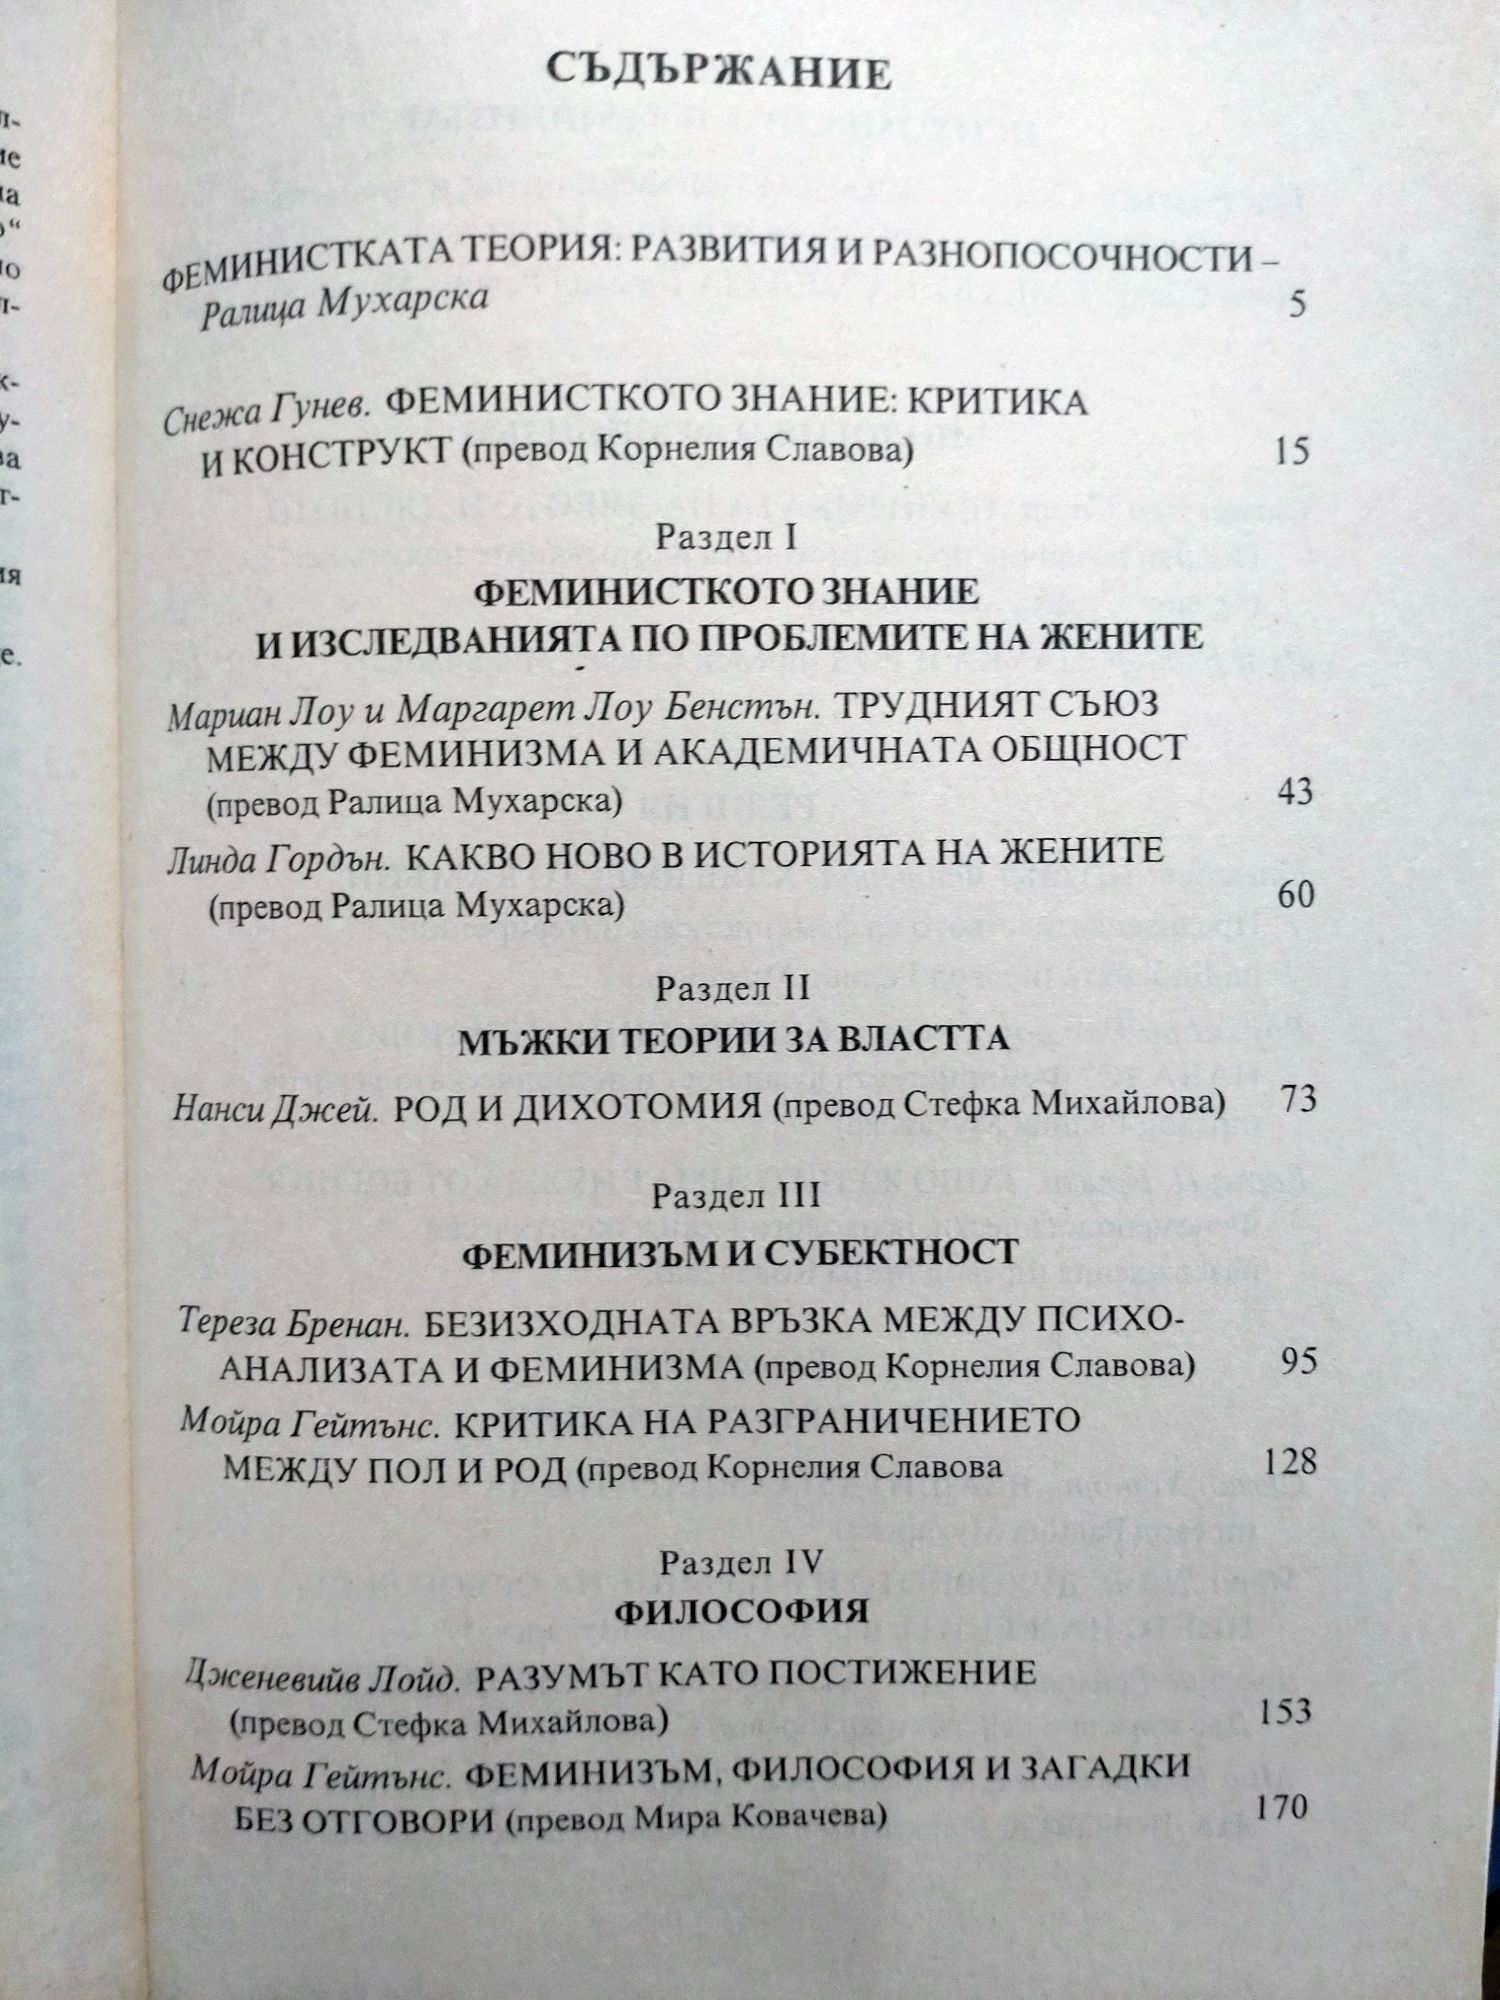 СЪДЪРЖАНИЕ
ФЕМИНИСТКАТА ТЕОРИЯ: РАЗВИТИЯ И РАЗНОПОСОЧНОСТИ –
Ралица Мухарска 5
Снежа Гунев. ФЕМИНИСТКОТО ЗНАНИЕ: КРИТИКА
И КОНСТРУКТ (превод Корнелия Славова) 15
Раздел I
ФЕМИНИСТКОТО ЗНАНИЕ
И ИЗСЛЕДВАНИЯТА ПО ПРОБЛЕМИТЕ НА ЖЕНИТЕ
Мариан Лоу и Маргарет Лоу Бенстън. ТРУДНИЯТ СЪЮЗ
МЕЖДУ ФЕМИНИЗМА И АКАДЕМИЧНАТА ОБЩНОСТ
(превод Ралица Мухарска) 43
Линда Гордън. КАКВО НОВО В ИСТОРИЯТА НА ЖЕНИТЕ
(превод Ралица Мухарска) 60
Раздел II
МЪЖКИ ТЕОРИИ ЗА ВЛАСТТА
Нанси Джей. РОД И ДИХОТОМИЯ (превод Стефка Михайлова) 73
Раздел III
ФЕМИНИЗЪМ И СУБЕКТНОСТ
Тереза Бренан. БЕЗИЗХОДНАТА ВРЪЗКА МЕЖДУ ПСИХО-
АНАЛИЗАТА И ФЕМИНИЗМА (превод Корнелия Славова) 95
Мойра Гейтънс. КРИТИКА НА РАЗГРАНИЧЕНИЕТО
МЕЖДУ ПОЛ И РОД (превод Корнелия Славова 128
Раздел IV
ФИЛОСОФИЯ
Дженевийв Лойд. РАЗУМЪТ КАТО ПОСТИЖЕНИЕ
(превод Стефка Михайлова) 153
Мойра Гейтънс. ФЕМИНИЗЪМ, ФИЛОСОФИЯ И ЗАГАДКИ
БЕЗ ОТГОВОРИ (превод Мира Ковачева) 170